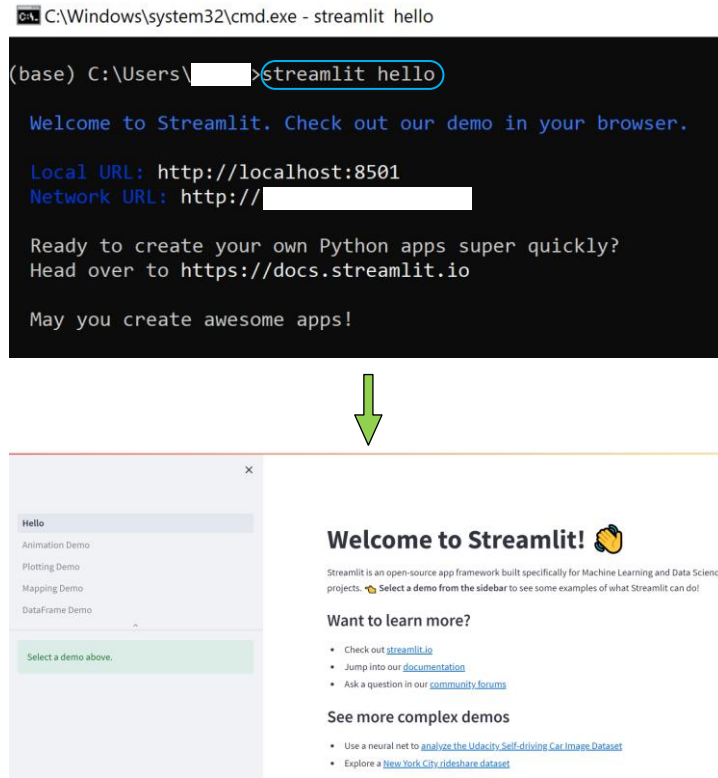 C:\Windows\system32\cmd.exe - streamlit hello
(base) C:\Users\ >streamlit hello
Welcome to Streamlit. Check out our demo in your browser.
Local URL: http://localhost:8501
Network URL: http://
Ready to create your own Python apps super quickly?
Head over to https://docs.streamlit.io
May you create awesome apps!
Hello
Animation Demo
Plotting Demo
Mapping Demo
DataFrame Demo
Select a demo above.
Welcome to Streamlit! 👋
Streamlit is an open-source app framework built specifically for Machine Learning and Data Scienc
projects. 👈 Select a demo from the sidebar to see some examples of what Streamlit can do!
Want to learn more?
• Check out streamlit.io
• Jump into our documentation
• Ask a question in our community forums
See more complex demos
• Use a neural net to analyze the Udacity Self-driving Car Image Dataset
• Explore a New York City rideshare dataset